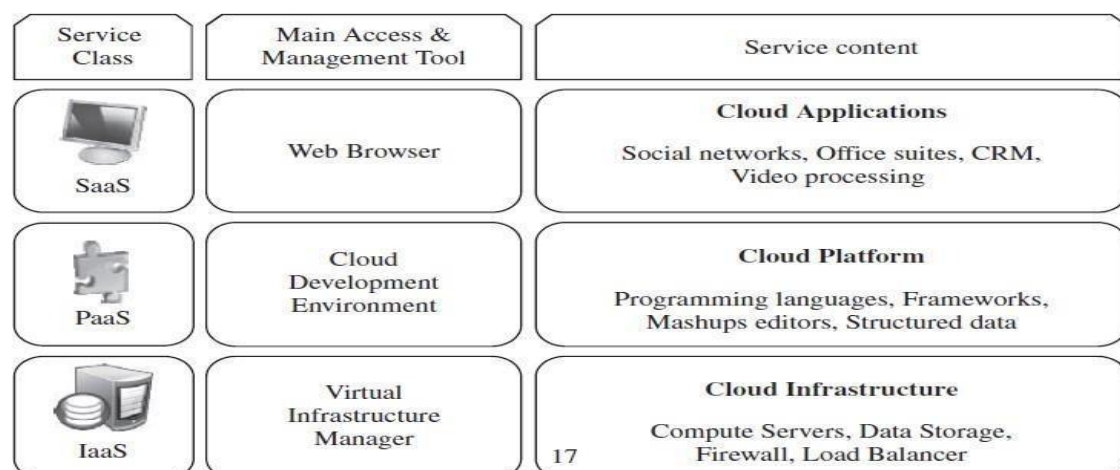 Service
Class
Main Access &
Management Tool
Service content
SaaS
Web Browser
Cloud Applications
Social networks, Office suites, CRM,
Video processing
PaaS
Cloud
Development
Environment
Cloud Platform
Programming languages, Frameworks,
Mashups editors, Structured data
IaaS
Virtual
Infrastructure
Manager
Cloud Infrastructure
Compute Servers, Data Storage,
Firewall, Load Balancer
17